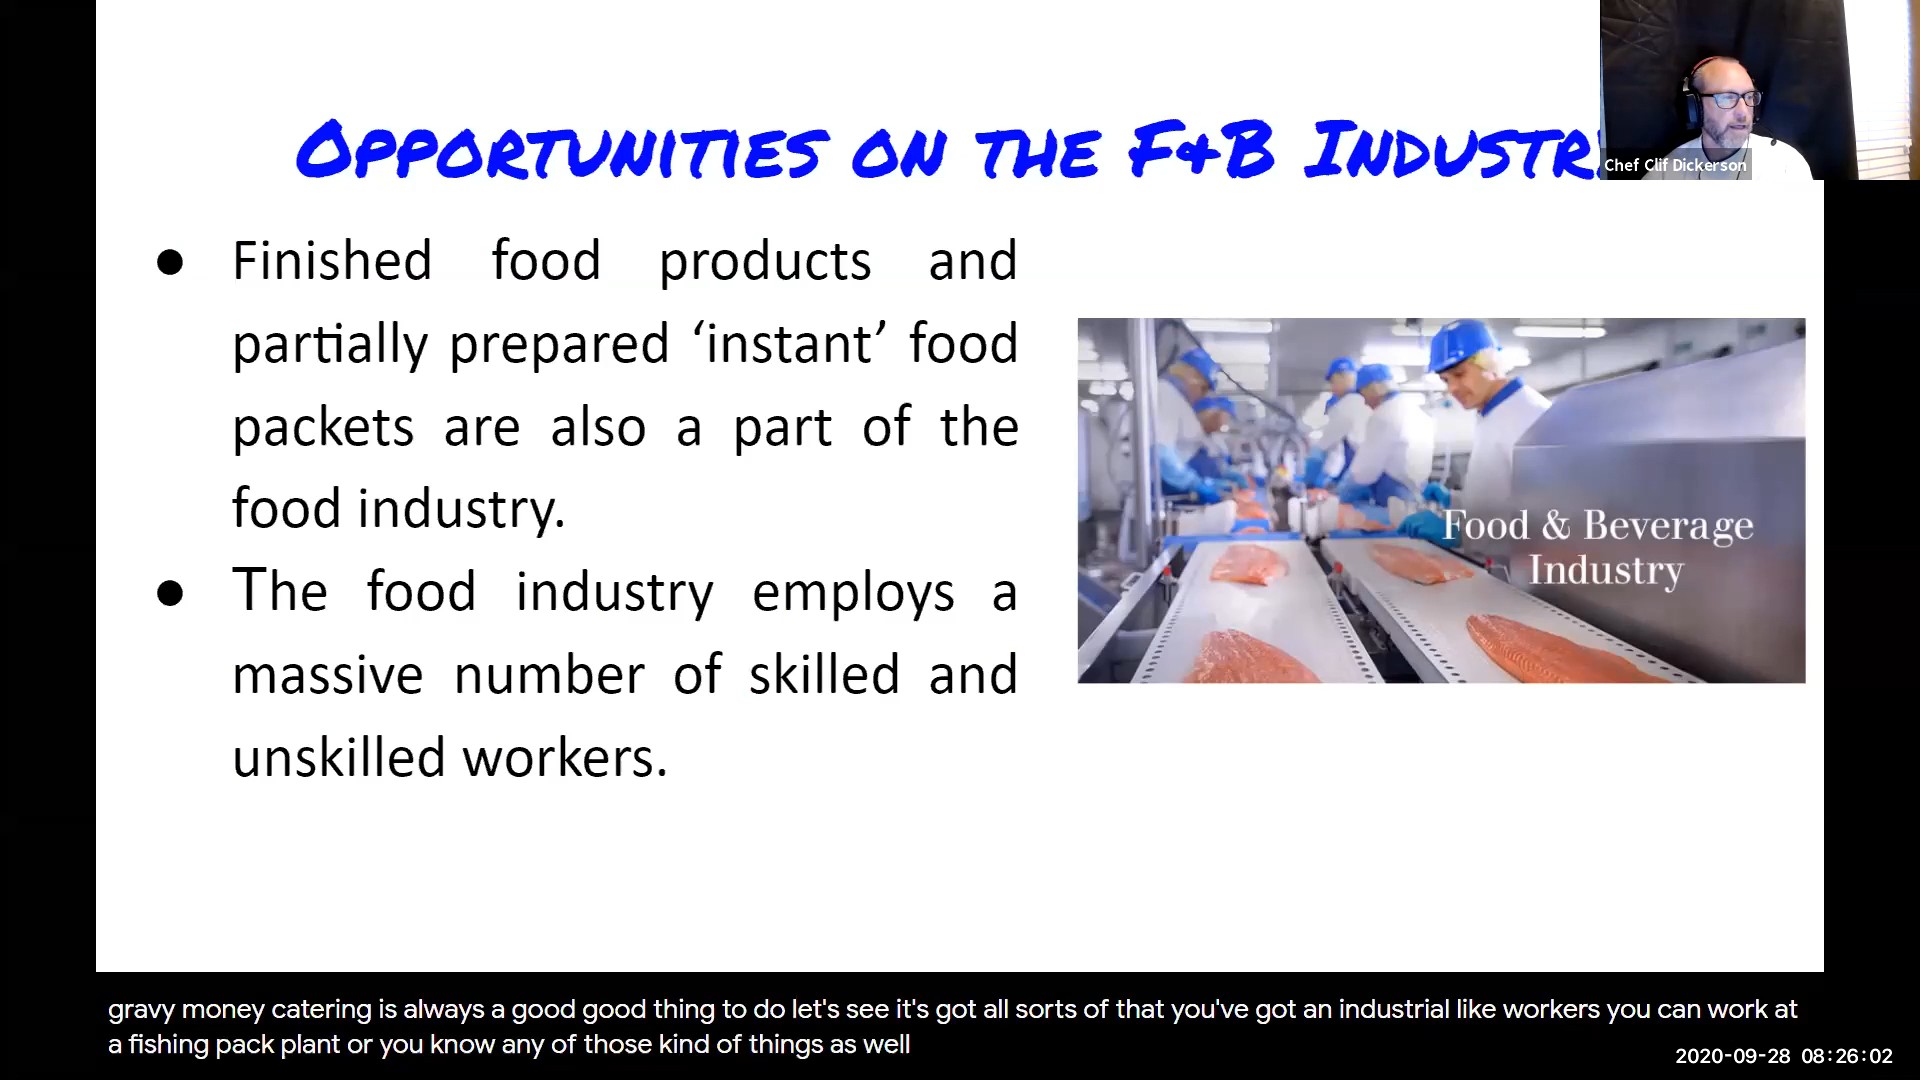 OPPORTUNITIES ON THE F&B INDUSTR
Chef Clif Dickerson
● Finished food products and
partially prepared ‘instant’ food
packets are also a part of the
food industry.
● The food industry employs a
massive number of skilled and
unskilled workers.
Food & Beverage
Industry
gravy money catering is always a good good thing to do let's see it's got all sorts of that you've got an industrial like workers you can work at
a fishing pack plant or you know any of those kind of things as well
2020-09-28 08:26:02